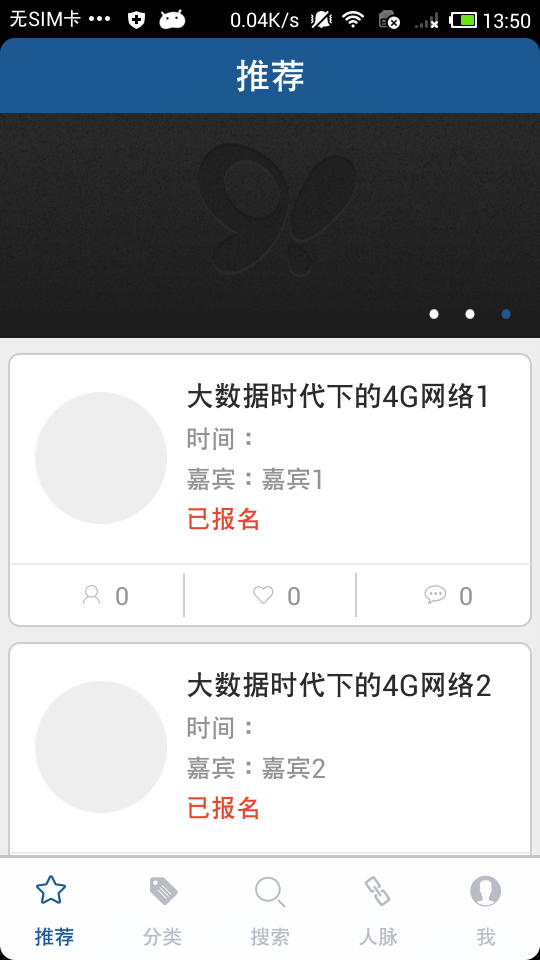 无SIM卡 ••• 0.04K/s 13:50
推荐
大数据时代下的4G网络1
时间：
嘉宾：嘉宾1
已报名
0 0 0
大数据时代下的4G网络2
时间：
嘉宾：嘉宾2
已报名
推荐 分类 搜索 人脉 我